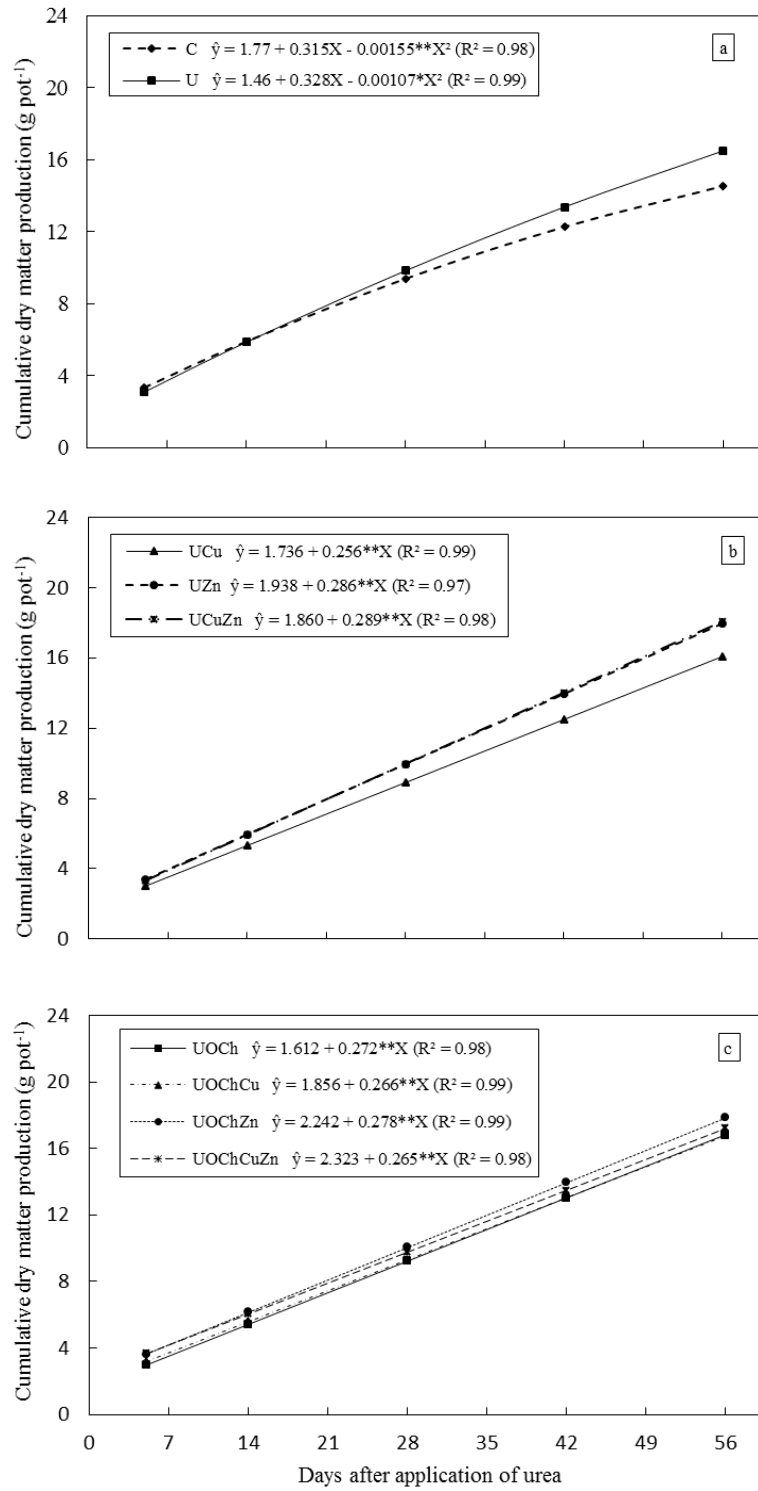 24
20
16
12
8
4
0
Cumulative dry matter production (g pot⁻¹)
C ŷ = 1.77 + 0.315X - 0.00155**X² (R² = 0.98)
U ŷ = 1.46 + 0.328X - 0.00107*X² (R² = 0.99)
a
24
20
16
12
8
4
0
Cumulative dry matter production (g pot⁻¹)
UCu ŷ = 1.736 + 0.256**X (R² = 0.99)
UZn ŷ = 1.938 + 0.286**X (R² = 0.97)
UCuZn ŷ = 1.860 + 0.289**X (R² = 0.98)
b
24
20
16
12
8
4
0
Cumulative dry matter production (g pot⁻¹)
UOCh ŷ = 1.612 + 0.272**X (R² = 0.98)
UOChCu ŷ = 1.856 + 0.266**X (R² = 0.99)
UOChZn ŷ = 2.242 + 0.278**X (R² = 0.99)
UOChCuZn ŷ = 2.323 + 0.265**X (R² = 0.98)
c
0 7 14 21 28 35 42 49 56
Days after application of urea